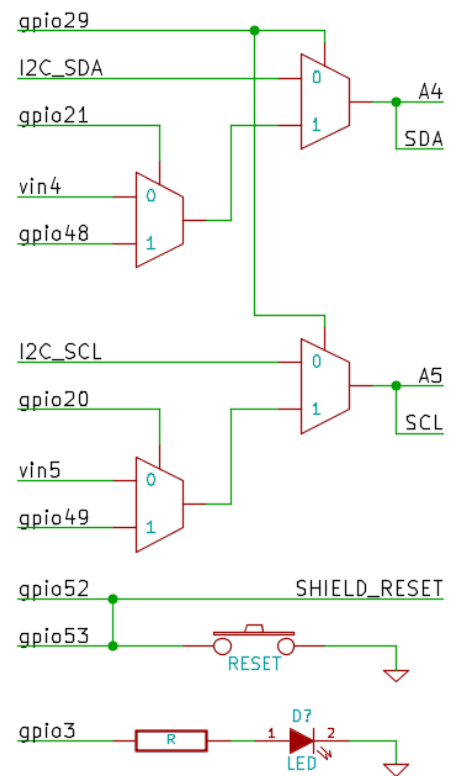 gpio29
I2C_SDA
0
A4
gpio21
1
SDA
vin4
0
gpio48
1
I2C_SCL
0
A5
gpio20
1
SCL
vin5
0
gpio49
1
gpio52
SHIELD_RESET
gpio53
RESET
gpio3
R
1
D?
2
LED